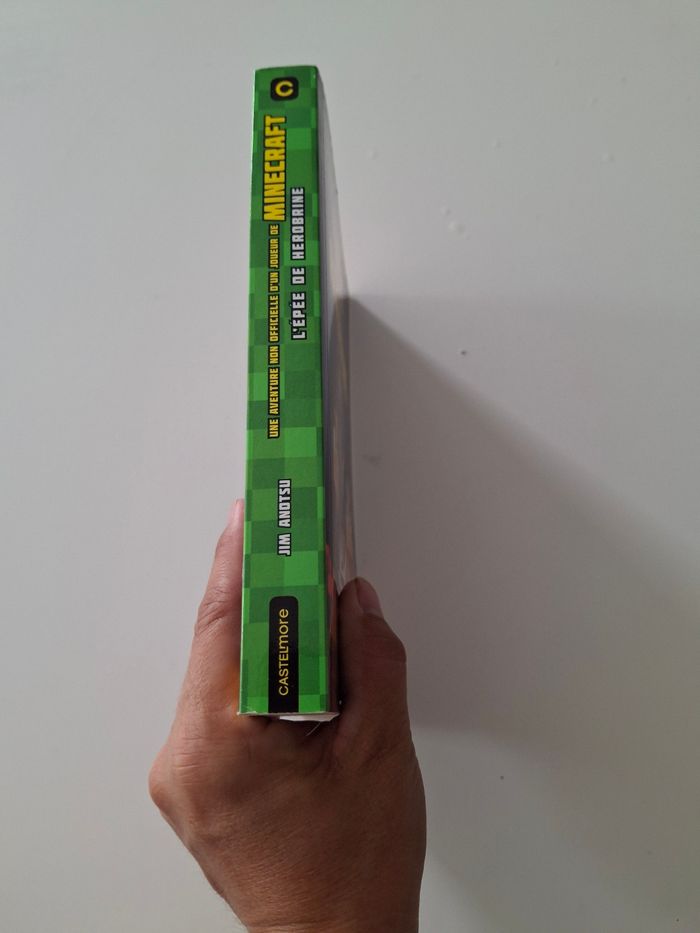 UNE AVENTURE NON OFFICIELLE D'UN JOUEUR DE MINECRAFT
L'ÉPÉE DE HEROBRINE
JIM ANOTSU
CASTELmore